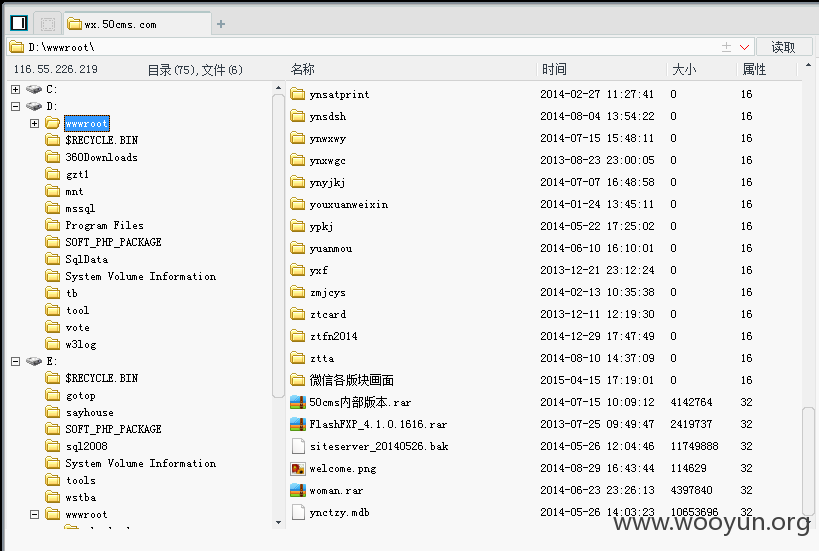 wx.50cms.com
D:\wwwroot\
读取
116.55.226.219 目录(75),文件(6)
名称 时间 大小 属性
C:
D:
wwwroot
$RECYCLE.BIN
360Downloads
gzt1
mnt
mssql
Program Files
SOFT_PHP_PACKAGE
SqlData
System Volume Information
tb
tool
vote
w3log
E:
$RECYCLE.BIN
gotop
sayhouse
SOFT_PHP_PACKAGE
sql2008
System Volume Information
tools
wstba
wwwroot
ynsatprint 2014-02-27 11:27:41 0 16
ynsdsh 2014-08-04 13:54:22 0 16
ynwxwy 2014-07-15 15:48:11 0 16
ynxwgc 2013-08-23 23:00:05 0 16
ynyjkj 2014-07-07 16:48:58 0 16
youxuanweixin 2014-01-24 13:45:11 0 16
ypkj 2014-05-22 17:25:02 0 16
yuanmou 2014-06-10 16:10:01 0 16
yxf 2013-12-21 23:12:24 0 16
zmjcys 2014-02-13 10:35:38 0 16
ztcard 2013-12-11 12:19:30 0 16
ztfn2014 2014-12-29 17:47:49 0 16
ztta 2014-08-10 14:37:09 0 16
微信各版块画面 2015-04-15 17:19:01 0 16
50cms内部版本.rar 2014-07-15 10:09:12 4142764 32
FlashFXP_4.1.0.1616.rar 2013-07-25 09:49:47 2419737 32
siteserver_20140526.bak 2014-05-26 12:04:46 11749888 32
welcome.png 2014-08-29 16:43:44 114629 32
woman.rar 2014-06-23 23:26:13 4397840 32
ynctzy.mdb 2014-05-26 14:03:23 10653696 32
www.wooyun.org